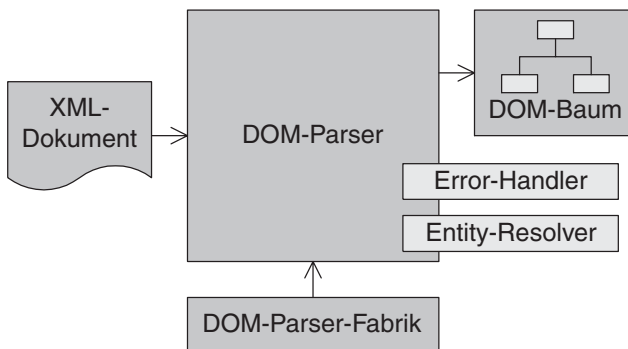 XML-
Dokument
DOM-Parser
DOM-Baum
Error-Handler
Entity-Resolver
DOM-Parser-Fabrik